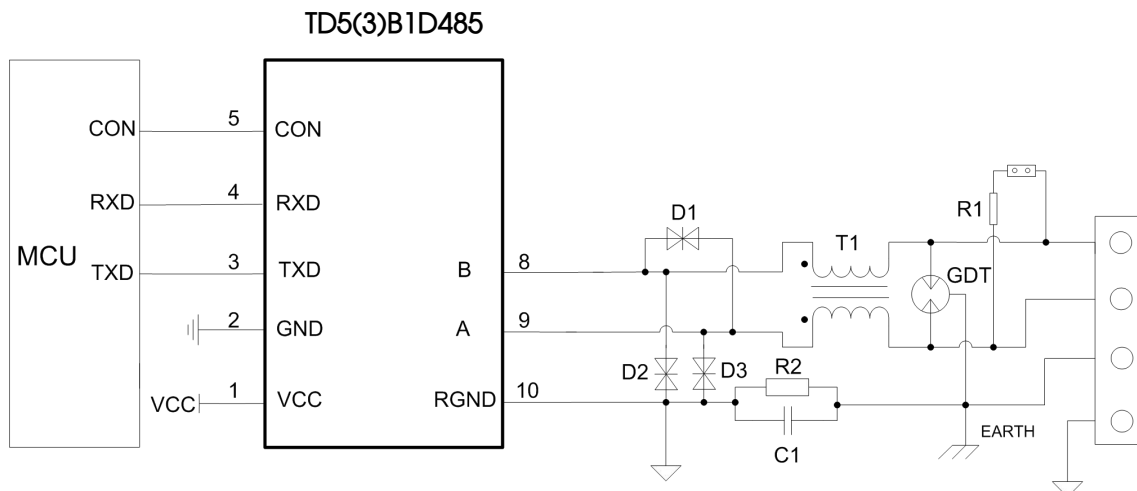 TD5(3)B1D485
MCU
CON
RXD
TXD
5
4
3
2
1
VCC
CON
RXD
TXD
GND
VCC
B
A
RGND
8
9
10
D1
D2
D3
T1
R2
C1
GDT
R1
EARTH